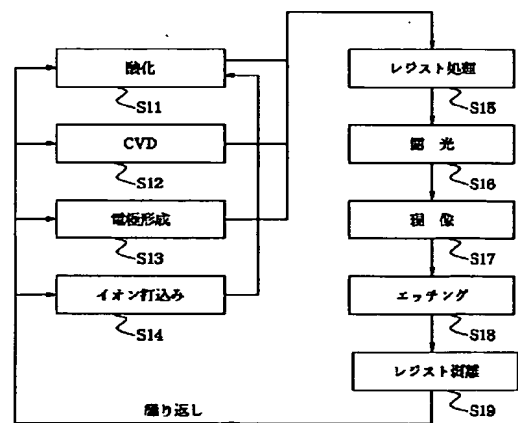 酸化
S11
CVD
S12
電極形成
S13
イオン打込み
S14
レジスト処理
S15
露光
S16
現像
S17
エッチング
S18
レジスト剥離
S19
繰り返し